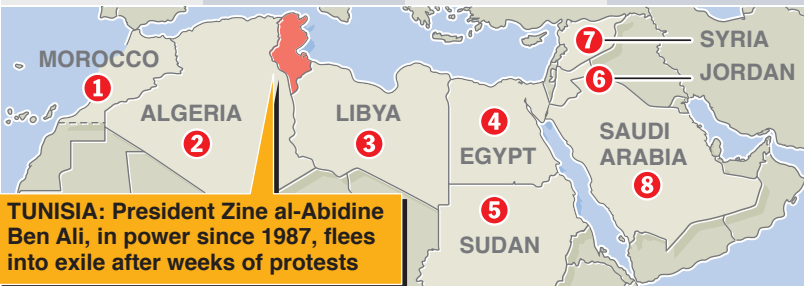 MOROCCO
1
ALGERIA
2
LIBYA
3
4
EGYPT
5
SUDAN
7
SYRIA
6
JORDAN
SAUDI
ARABIA
8
TUNISIA: President Zine al-Abidine
Ben Ali, in power since 1987, flees
into exile after weeks of protests